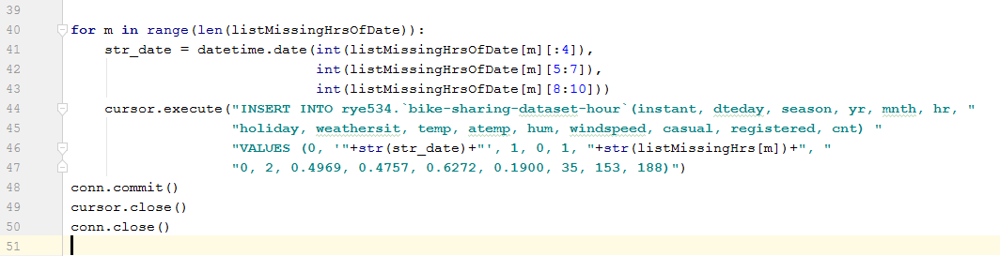 39
40 for m in range(len(listMissingHrsOfDate)):
41     str_date = datetime.date(int(listMissingHrsOfDate[m][:4]),
42                              int(listMissingHrsOfDate[m][5:7]),
43                              int(listMissingHrsOfDate[m][8:10]))
44     cursor.execute("INSERT INTO rye534.`bike-sharing-dataset-hour`(instant, dteday, season, yr, mnth, hr, "
45                    "holiday, weathersit, temp, atemp, hum, windspeed, casual, registered, cnt) "
46                    "VALUES (0, '"+str(str_date)+"', 1, 0, 1, "+str(listMissingHrs[m])+", "
47                    "0, 2, 0.4969, 0.4757, 0.6272, 0.1900, 35, 153, 188)")
48 conn.commit()
49 cursor.close()
50 conn.close()
51